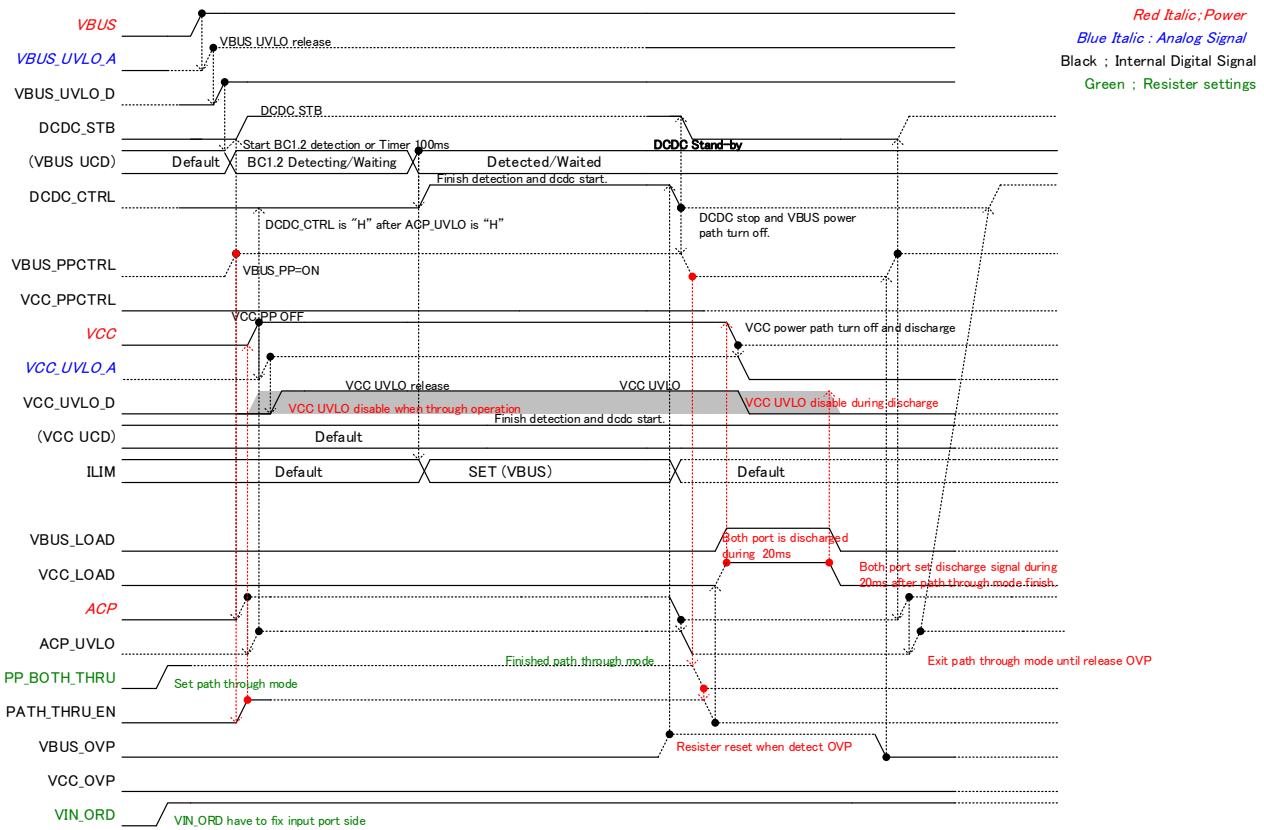 VBUS
Red Italic;Power
VBUS UVLO release
Blue Italic : Analog Signal
VBUS_UVLO_A
Black ; Internal Digital Signal
VBUS_UVLO_D
Green ; Resister settings
DCDC STB
DCDC_STB
Start BC1.2 detection or Timer 100ms
DCDC Stand-by
(VBUS UCD)
Default
BC1.2 Detecting/Waiting
Detected/Waited
Finish detection and dcdc start.
DCDC_CTRL
DCDC_CTRL is "H" after ACP_UVLO is "H"
DCDC stop and VBUS power
path turn off.
VBUS_PPCTRL
VBUS_PP=ON
VCC_PPCTRL
VCC PP OFF
VCC
VCC power path turn off and discharge
VCC_UVLO_A
VCC UVLO release
VCC UVLO
VCC_UVLO_D
VCC UVLO disable when through operation
VCC UVLO disable during discharge
Finish detection and dcdc start.
(VCC UCD)
Default
ILIM
Default
SET (VBUS)
Default
VBUS_LOAD
Both port is discharged
during 20ms
VCC_LOAD
Both port set discharge signal during
20ms after path through mode finish.
ACP
ACP_UVLO
Finished path through mode
Exit path through mode until release OVP
PP_BOTH_THRU
Set path through mode
PATH_THRU_EN
VBUS_OVP
Resister reset when detect OVP
VCC_OVP
VIN_ORD
VIN_ORD have to fix input port side